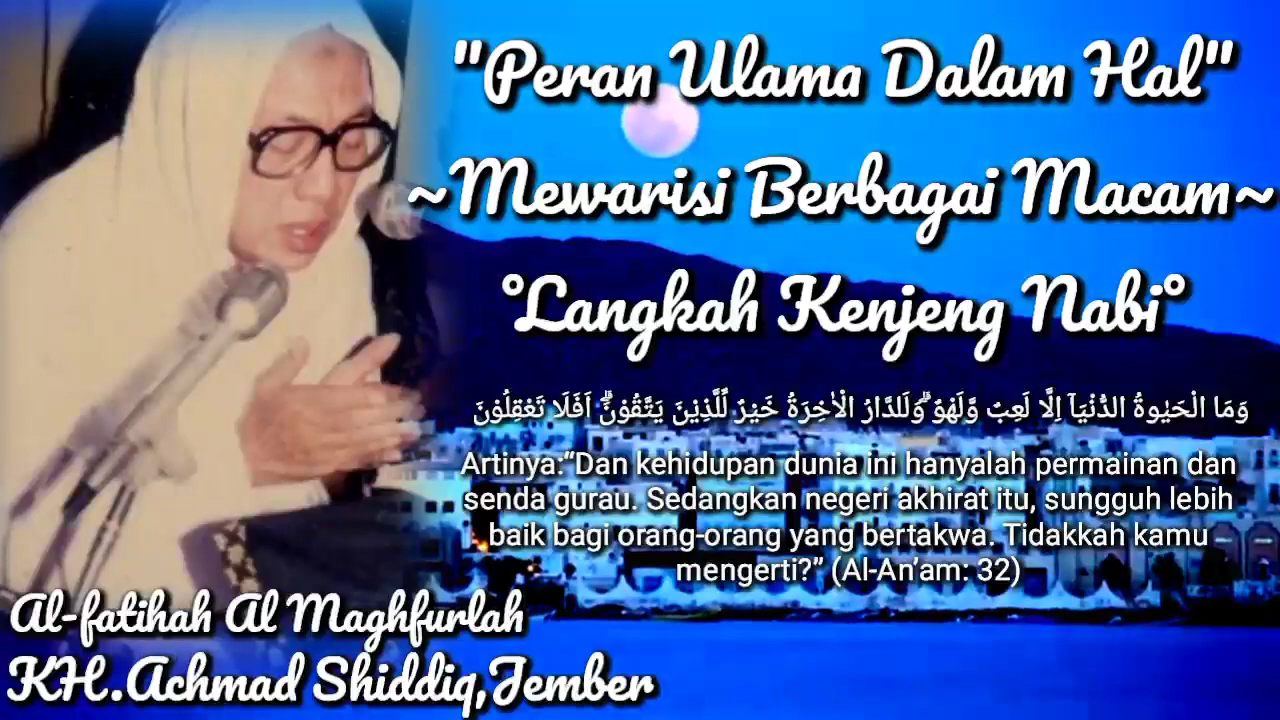 "Peran Ulama Dalam Hal"
~Mewarisi Berbagai Macam~
°Langkah Kenjeng Nabi°
وَمَا الْحَيٰوةُ الدُّنْيَآ اِلَّا لَعِبٌ وَّلَهْوٌ ۗوَلَلدَّارُ الْاٰخِرَةُ خَيْرٌ لِّلَّذِيْنَ يَتَّقُوْنَۗ اَفَلَا تَعْقِلُوْنَ
Artinya:“Dan kehidupan dunia ini hanyalah permainan dan
senda gurau. Sedangkan negeri akhirat itu, sungguh lebih
baik bagi orang-orang yang bertakwa. Tidakkah kamu
mengerti?” (Al-An’am: 32)
Al-fatihah Al Maghfurlah
KH.Achmad Shiddiq,Jember